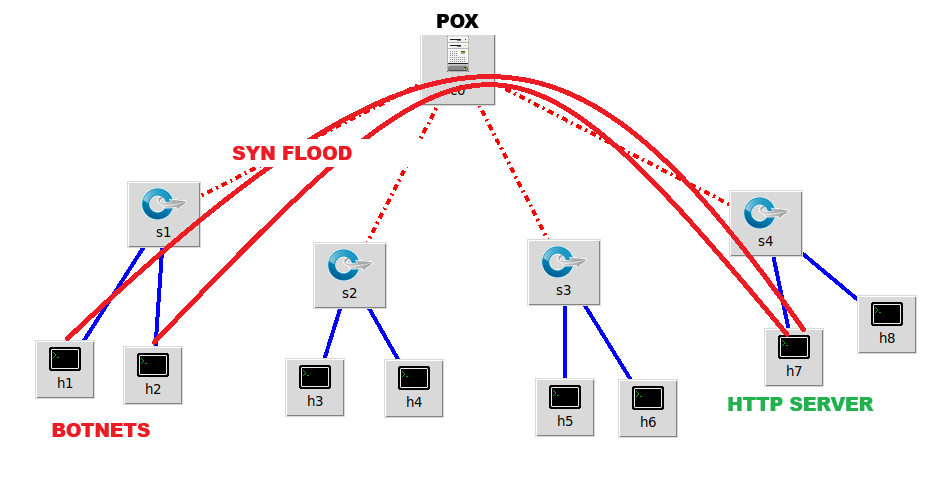 POX
c0
SYN FLOOD
s1
s4
s2
s3
h8
h1
h2
h7
h3
h4
h5
h6
HTTP SERVER
BOTNETS